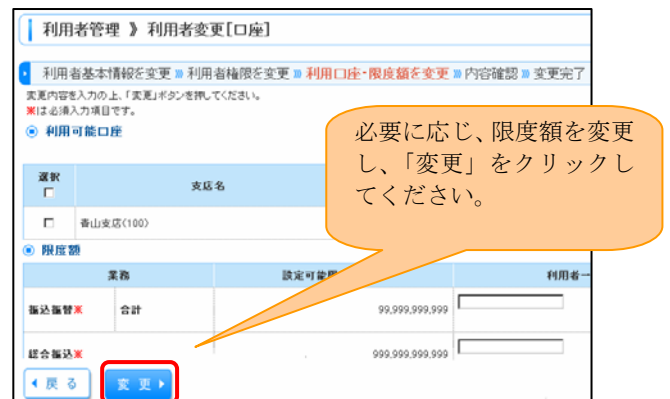 利用者管理 》 利用者変更[口座]
利用者基本情報を変更 » 利用者権限を変更 » 利用口座・限度額を変更 » 内容確認 » 変更完了
変更内容を入力の上、「変更」ボタンを押してください。
※は必須入力項目です。
利用可能口座
必要に応じ、限度額を変更
し、「変更」をクリックし
てください。
選択 支店名
香山支店(100)
限度額
業務 設定可能 利用者一
振込振替※ 合計 99,999,999,999
総合振込※ 999,999,999,999
戻る 変更